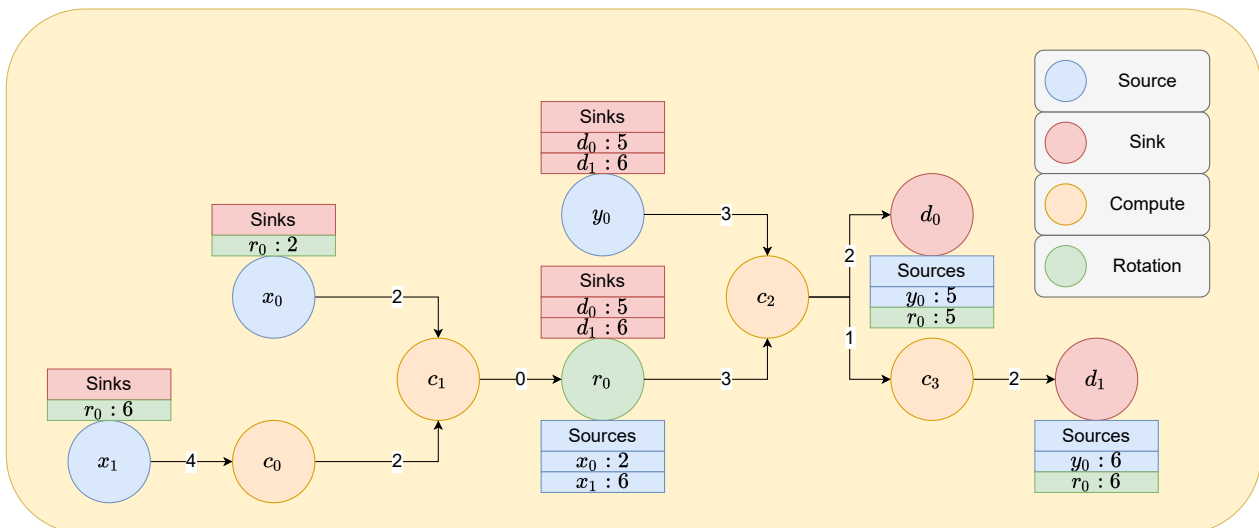 Sinks
d₀ : 5
d₁ : 6
y₀
3
Sinks
r₀ : 2
x₀
2
Sinks
d₀ : 5
d₁ : 6
c₂
2
1
d₀
Sources
y₀ : 5
r₀ : 5
Sinks
r₀ : 6
x₁
4
c₀
2
c₁
0
r₀
3
Sources
x₀ : 2
x₁ : 6
c₃
2
d₁
Sources
y₀ : 6
r₀ : 6
Source
Sink
Compute
Rotation